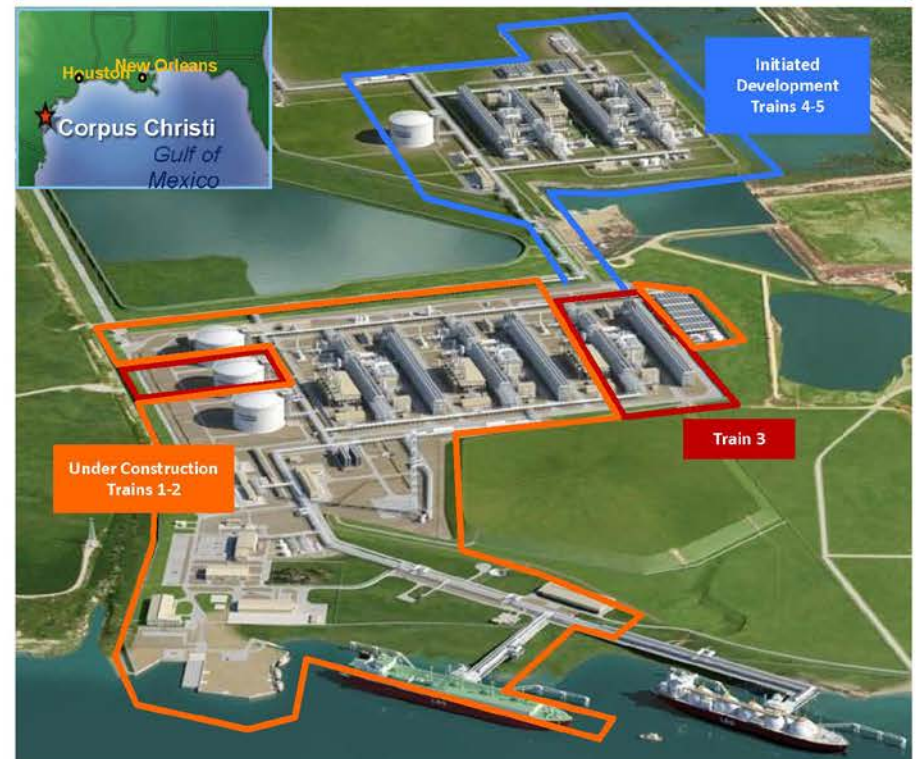 Houston
New Orleans
Corpus Christi
Gulf of
Mexico
Initiated
Development
Trains 4-5
Train 3
Under Construction
Trains 1-2